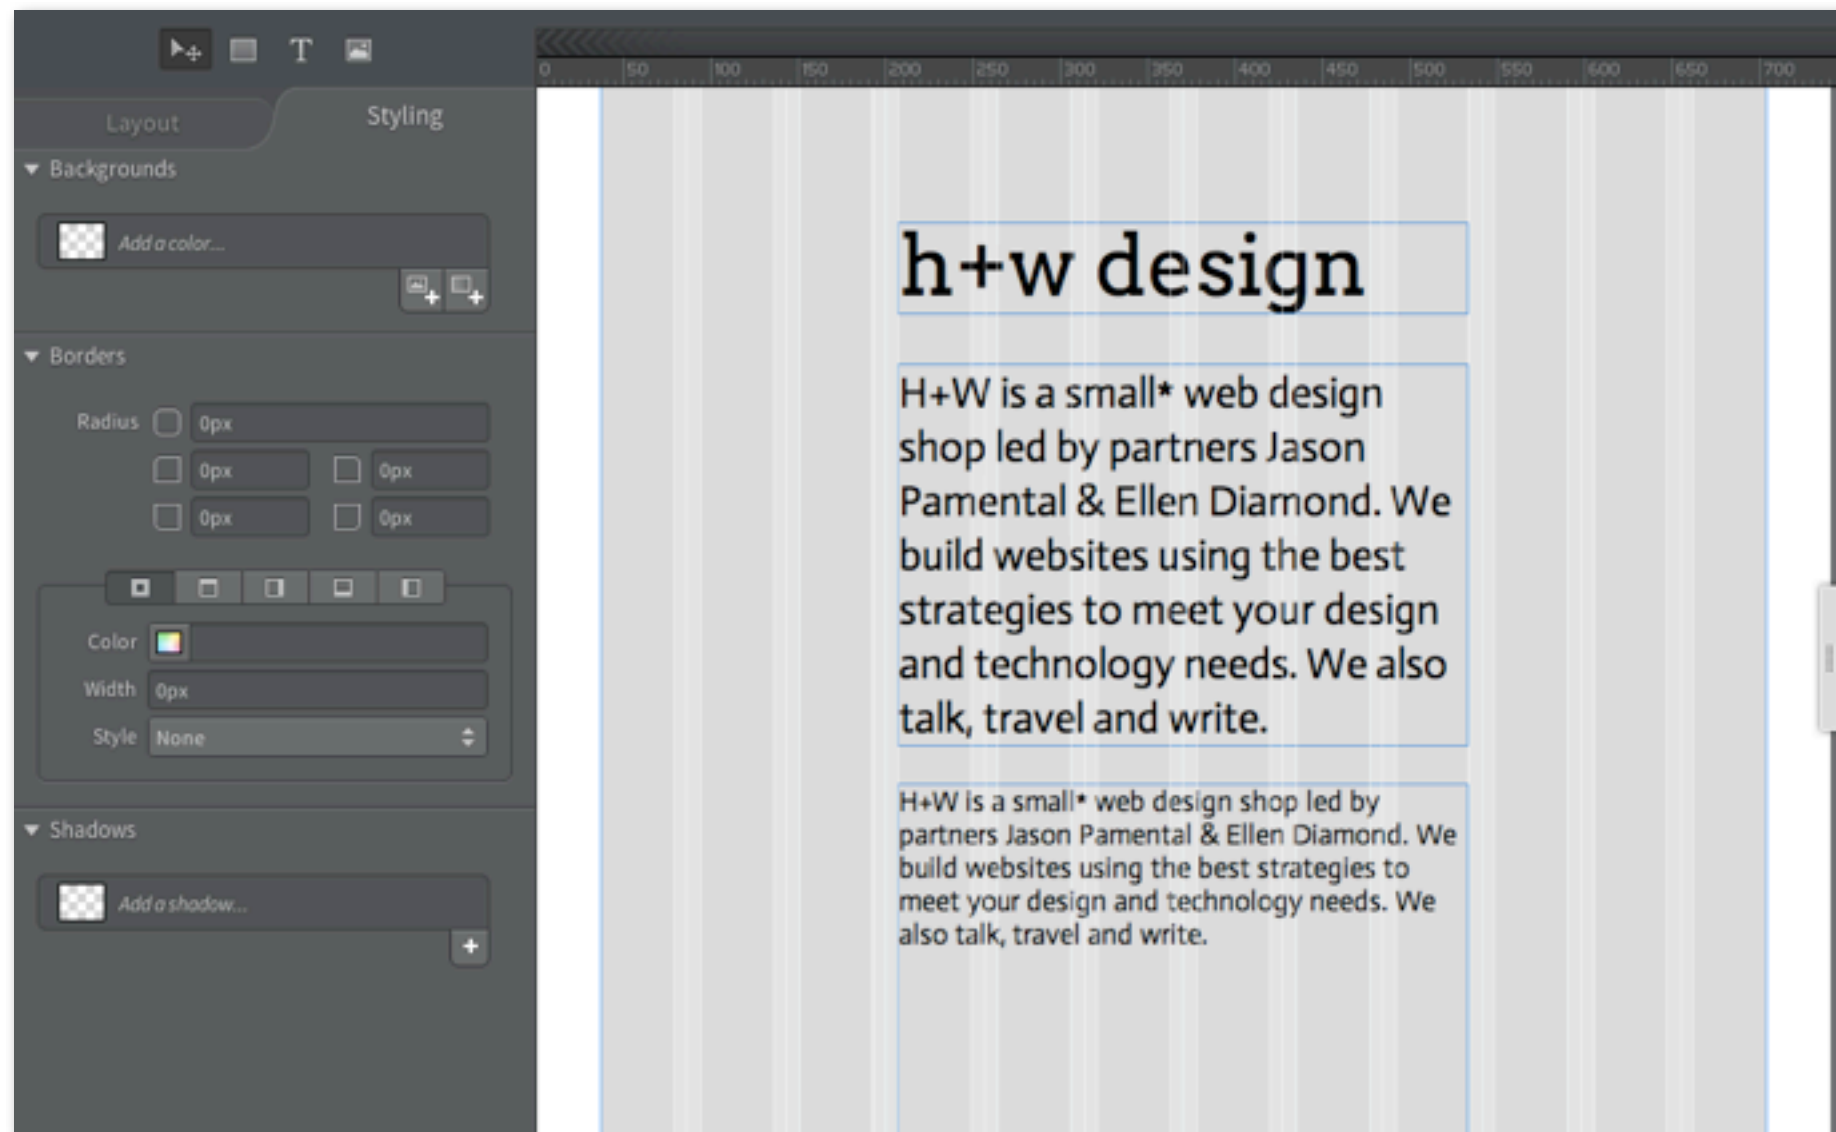 T
0 50 100 150 200 250 300 350 400 450 500 550 600 650 700
Layout
Styling
Backgrounds
Add a color...
Borders
Radius
0px
0px
0px
0px
0px
Color
Width
0px
Style
None
Shadows
Add a shadow...
h+w design
H+W is a small* web design
shop led by partners Jason
Pamental & Ellen Diamond. We
build websites using the best
strategies to meet your design
and technology needs. We also
talk, travel and write.
H+W is a small* web design shop led by
partners Jason Pamental & Ellen Diamond. We
build websites using the best strategies to
meet your design and technology needs. We
also talk, travel and write.